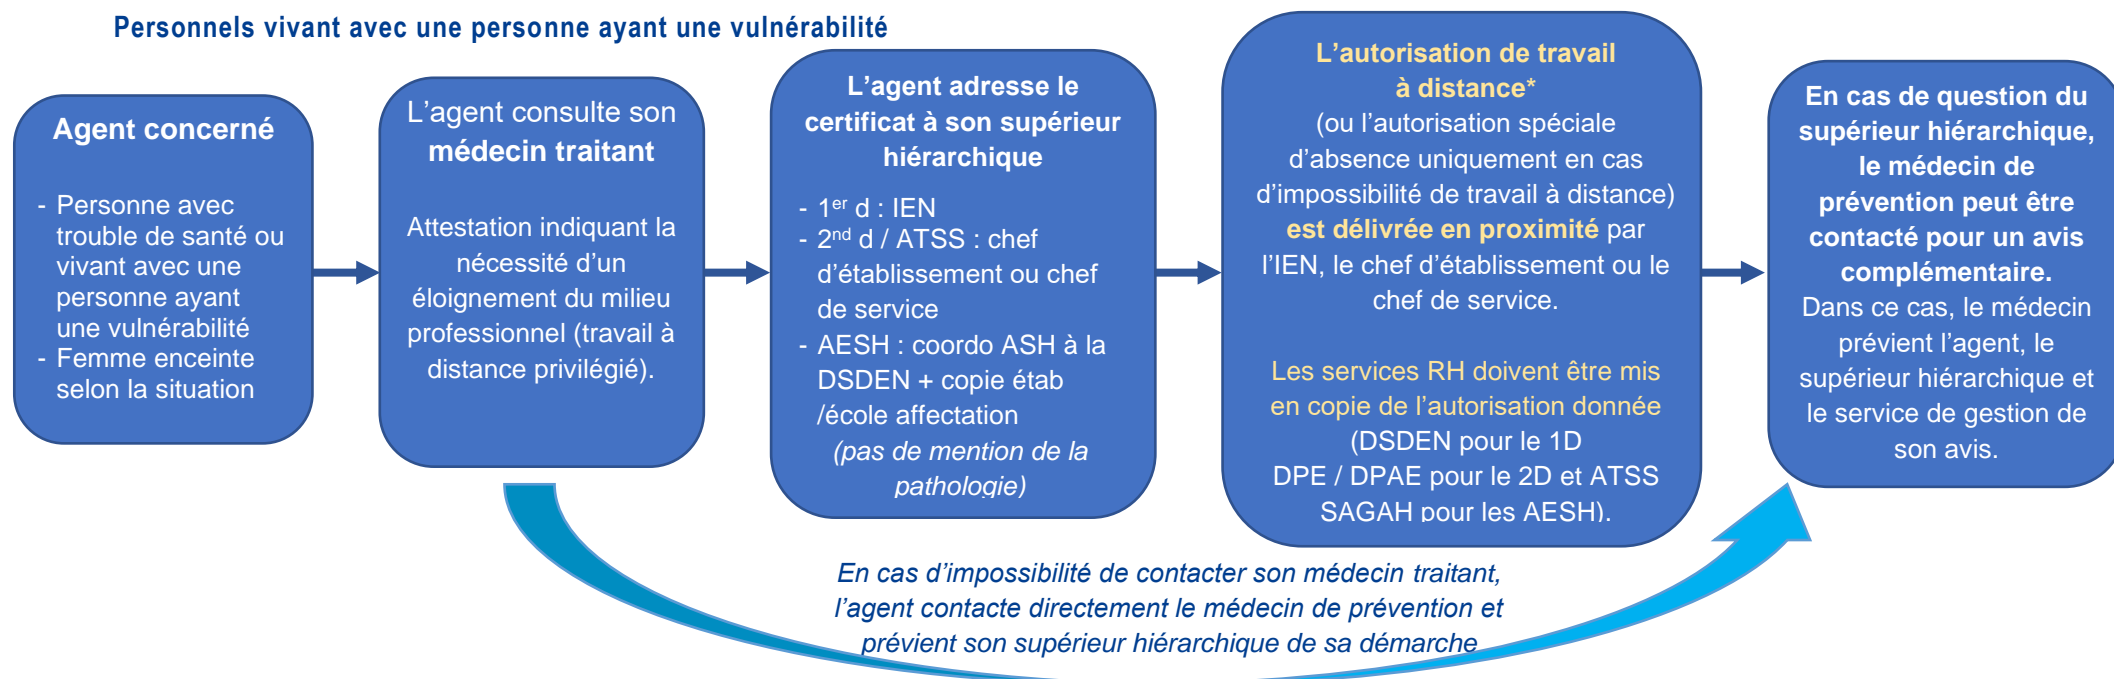 Personnels vivant avec une personne ayant une vulnérabilité
Agent concerné
- Personne avec
trouble de santé ou
vivant avec une
personne ayant
une vulnérabilité
- Femme enceinte
selon la situation
L’agent consulte son
médecin traitant
Attestation indiquant la
nécessité d’un
éloignement du milieu
professionnel (travail à
distance privilégié).
L’agent adresse le
certificat à son supérieur
hiérarchique
- 1er d : IEN
- 2nd d / ATSS : chef
d’établissement ou chef
de service
- AESH : coordo ASH à la
DSDEN + copie étab
/école affectation
(pas de mention de la
pathologie)
L’autorisation de travail
à distance*
(ou l’autorisation spéciale
d’absence uniquement en cas
d’impossibilité de travail à distance)
est délivrée en proximité par
l’IEN, le chef d’établissement ou le
chef de service.
Les services RH doivent être mis
en copie de l’autorisation donnée
(DSDEN pour le 1D
DPE / DPAE pour le 2D et ATSS
SAGAH pour les AESH).
En cas de question du
supérieur hiérarchique,
le médecin de
prévention peut être
contacté pour un avis
complémentaire.
Dans ce cas, le médecin
prévient l’agent, le
supérieur hiérarchique et
le service de gestion de
son avis.
En cas d’impossibilité de contacter son médecin traitant,
l’agent contacte directement le médecin de prévention et
prévient son supérieur hiérarchique de sa démarche